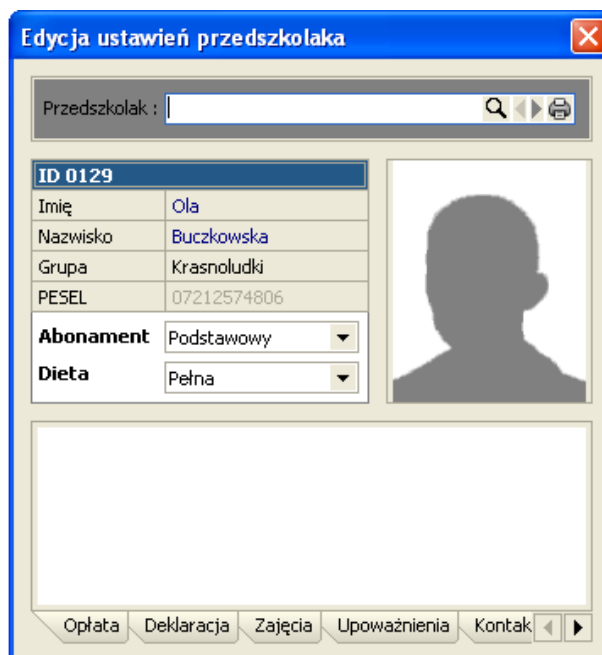 Edycja ustawień przedszkolaka
Przedszkolak :
ID 0129
Imię Ola
Nazwisko Buczkowska
Grupa Krasnoludki
PESEL 07212574806
Abonament Podstawowy
Dieta Pełna
Opłata Deklaracja Zajęcia Upoważnienia Kontak